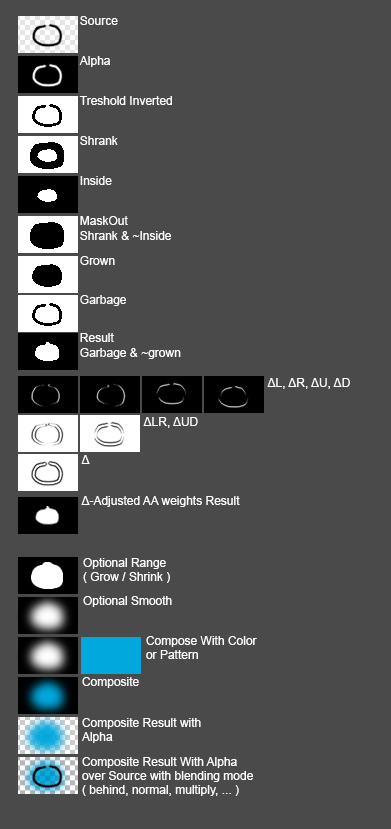 Source
Alpha
Treshold Inverted
Shrank
Inside
MaskOut
Shrank & ~Inside
Grown
Garbage
Result
Garbage & ~grown
ΔL, ΔR, ΔU, ΔD
ΔLR, ΔUD
Δ
Δ-Adjusted AA weights Result
Optional Range
( Grow / Shrink )
Optional Smooth
Compose With Color
or Pattern
Composite
Composite Result with
Alpha
Composite Result With Alpha
over Source with blending mode
( behind, normal, multiply, ... )